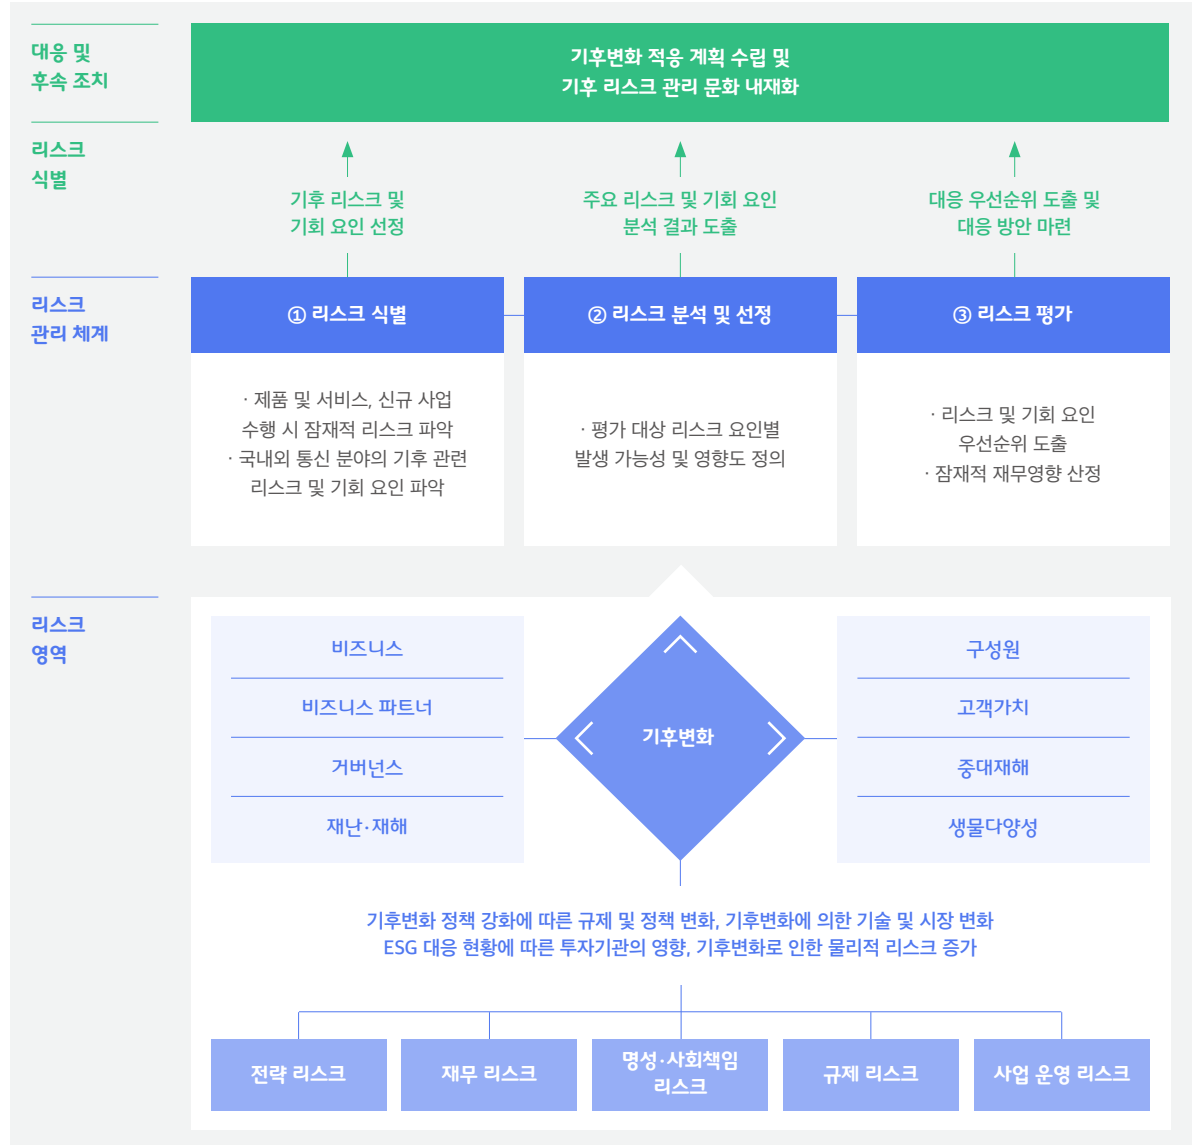 대응 및
후속 조치
기후변화 적응 계획 수립 및
기후 리스크 관리 문화 내재화
리스크
식별
기후 리스크 및
기회 요인 선정
주요 리스크 및 기회 요인
분석 결과 도출
대응 우선순위 도출 및
대응 방안 마련
리스크
관리 체계
① 리스크 식별
② 리스크 분석 및 선정
③ 리스크 평가
· 제품 및 서비스, 신규 사업
수행 시 잠재적 리스크 파악
· 국내외 통신 분야의 기후 관련
리스크 및 기회 요인 파악
· 평가 대상 리스크 요인별
발생 가능성 및 영향도 정의
· 리스크 및 기회 요인
우선순위 도출
· 잠재적 재무영향 산정
리스크
영역
비즈니스
비즈니스 파트너
거버넌스
재난·재해
기후변화
구성원
고객가치
중대재해
생물다양성
기후변화 정책 강화에 따른 규제 및 정책 변화, 기후변화에 의한 기술 및 시장 변화
ESG 대응 현황에 따른 투자기관의 영향, 기후변화로 인한 물리적 리스크 증가
전략 리스크
재무 리스크
명성·사회책임
리스크
규제 리스크
사업 운영 리스크